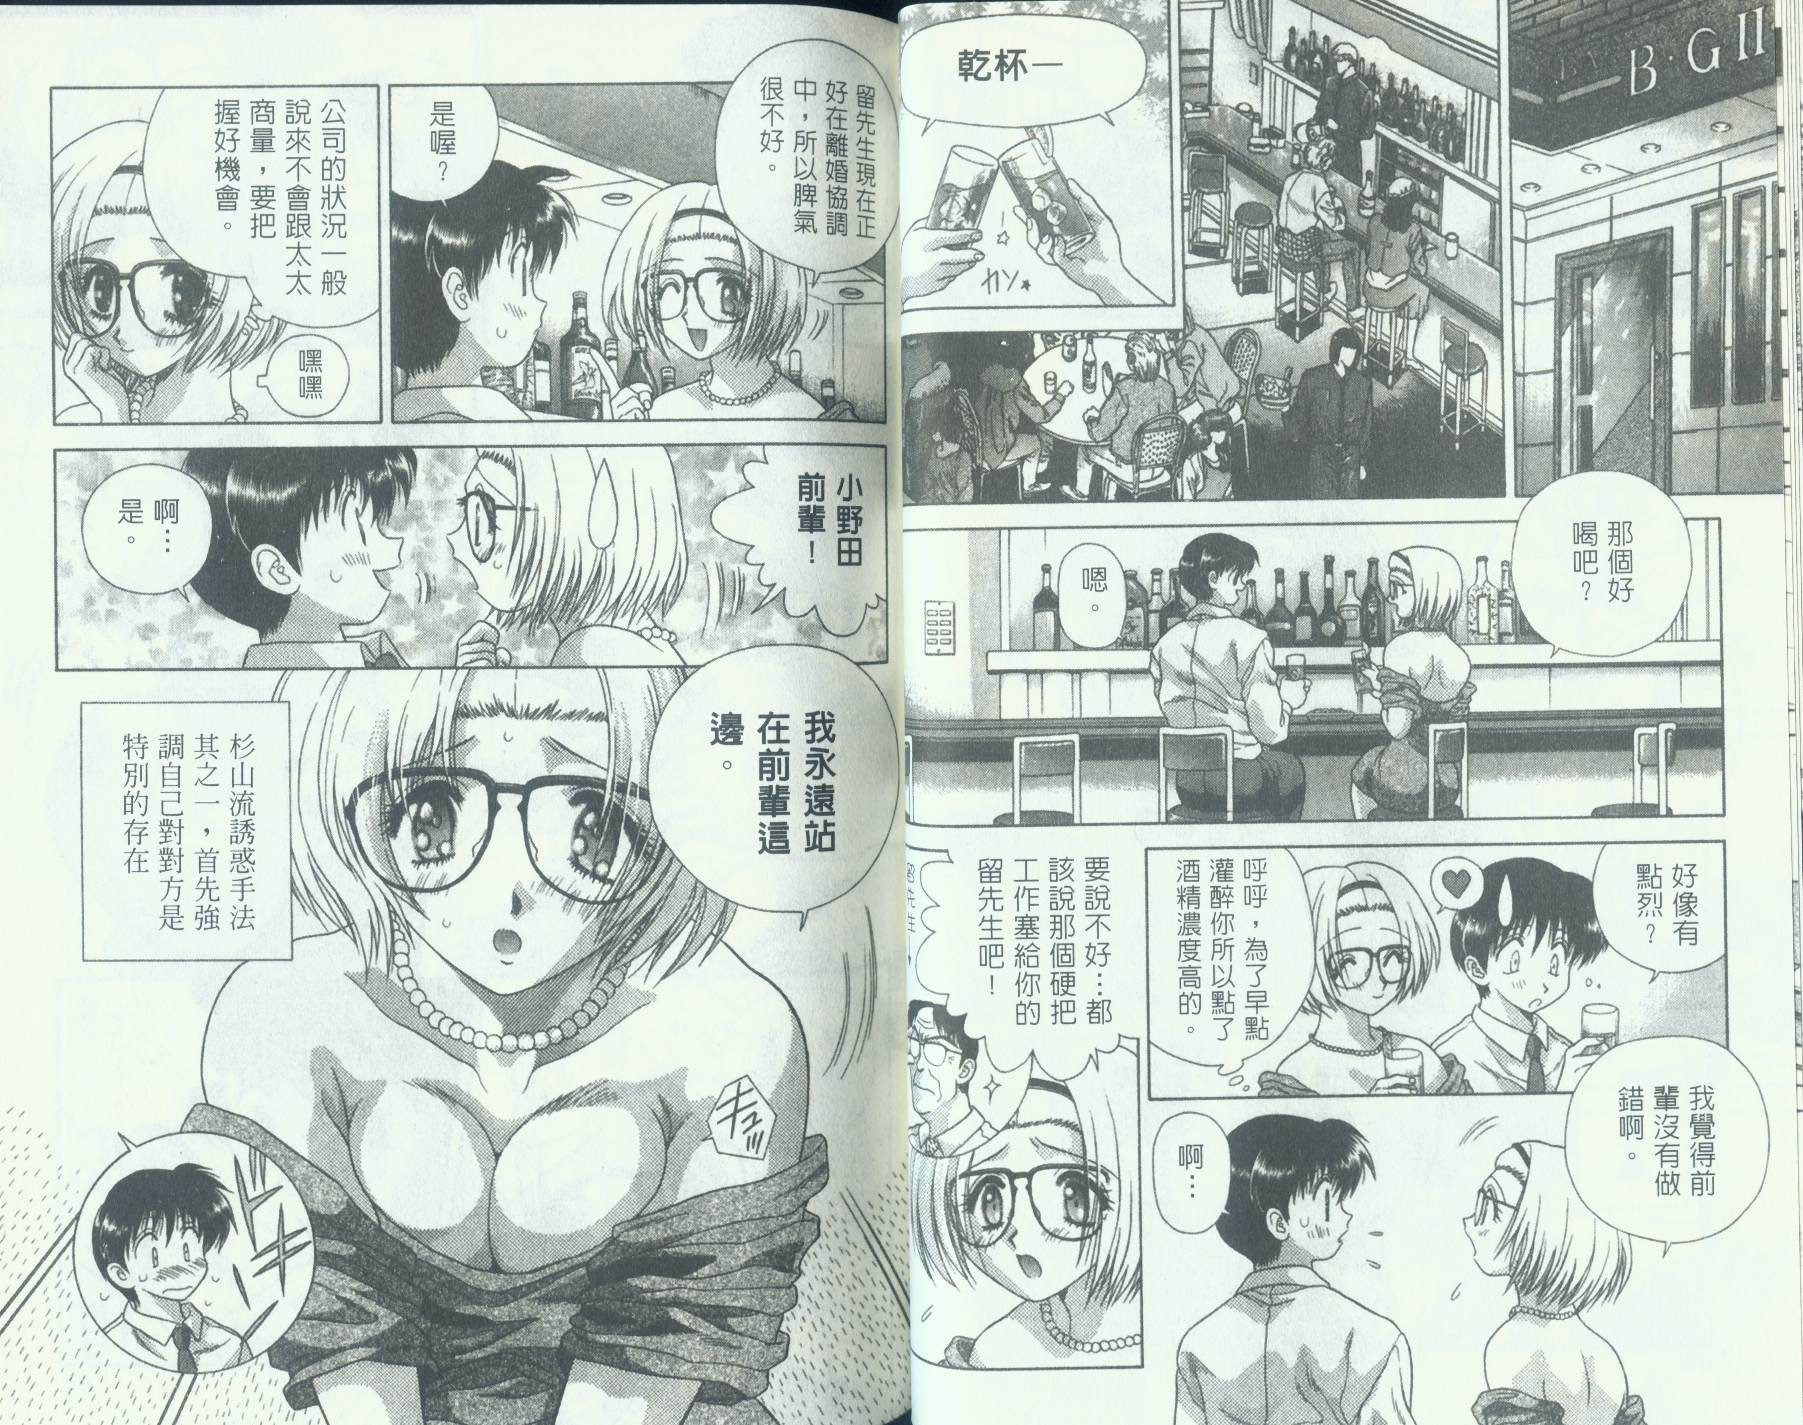 B·G II
乾杯—
カン
那個好
喝吧？
嗯。
好像有
點烈？
呼呼，為了早點
灌醉你所以點了
酒精濃度高的。
我覺得前
輩沒有做
錯啊。
啊…
要說不好…都
該說那個硬把
工作塞給你的
留先生吧！
留先生現在正
好在離婚協調
中，所以脾氣
很不好。
是喔？
公司的狀況一般
說來不會跟太太
商量，要把
握好機會。
嘿
嘿
小野田
前輩！
啊…
是。
我永遠站
在前輩這
邊。
杉山流誘惑手法
其之一，首先強
調自己對對方是
特別的存在
キュッ
ドキ